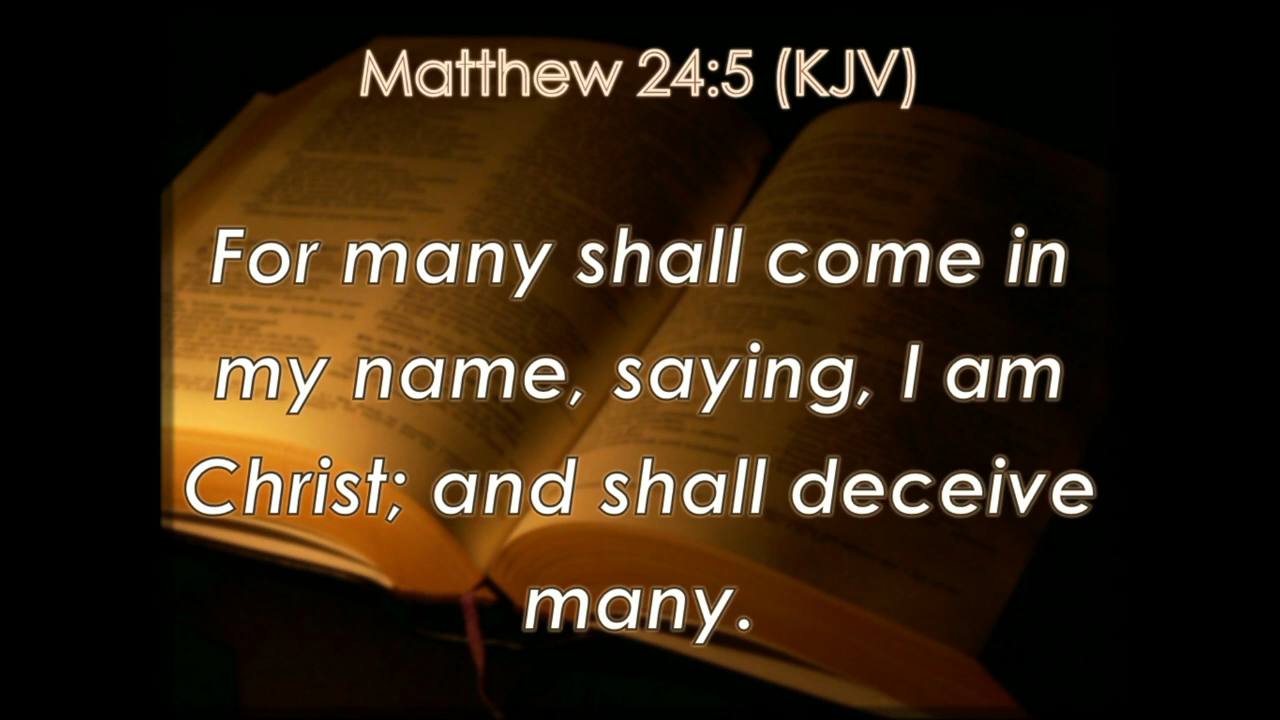 Matthew 24:5 (KJV)
For many shall come in
my name, saying, I am
Christ; and shall deceive
many.